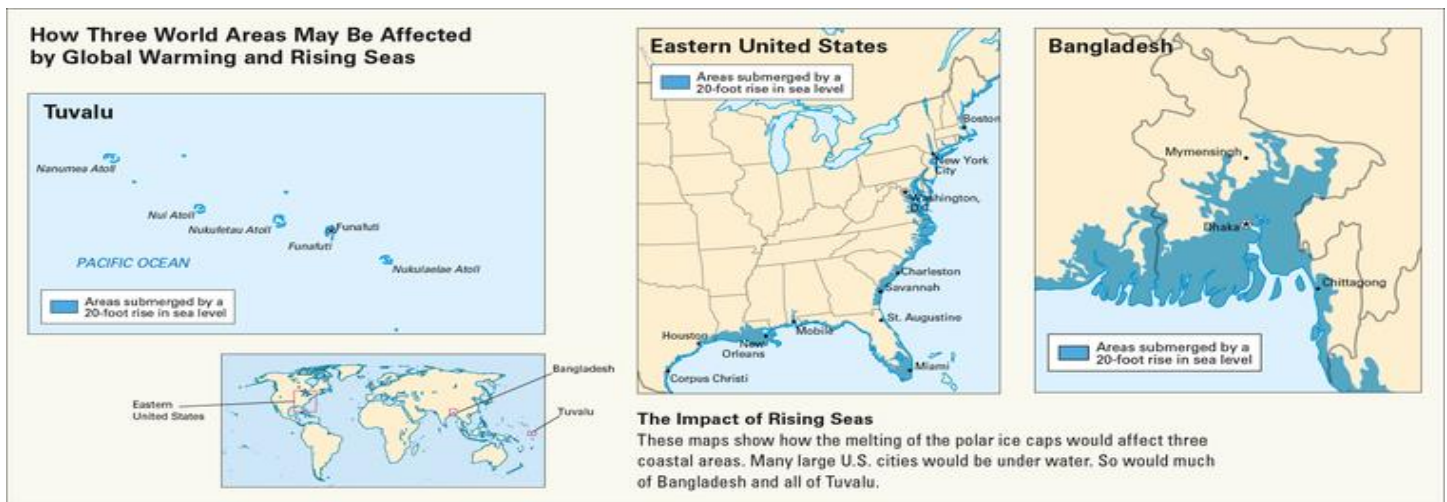 How Three World Areas May Be Affected
by Global Warming and Rising Seas
Tuvalu
Nanumea Atoll
Nui Atoll
Nukufetau Atoll
Funafuti
Funafuti
Nukulaelae Atoll
PACIFIC OCEAN
Areas submerged by a
20-foot rise in sea level
Eastern
United States
Bangladesh
Tuvalu
Eastern United States
Areas submerged by a
20-foot rise in sea level
Boston
New York
City
Washington,
D.C.
Charleston
Savannah
St. Augustine
Mobile
Houston
New
Orleans
Miami
Corpus Christi
Bangladesh
Mymensingh
Dhaka
Chittagong
Areas submerged by a
20-foot rise in sea level
The Impact of Rising Seas
These maps show how the melting of the polar ice caps would affect three
coastal areas. Many large U.S. cities would be under water. So would much
of Bangladesh and all of Tuvalu.